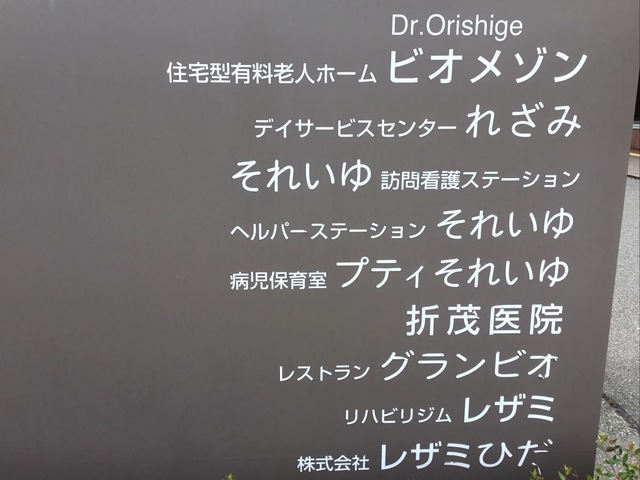 Dr.Orishige
住宅型有料老人ホーム ビオメゾン
デイサービスセンター れざみ
それいゆ 訪問看護ステーション
ヘルパーステーション それいゆ
病児保育室 プティそれいゆ
折茂医院
レストラン グランビオ
リハビリジム レザミ
株式会社 レザミひだ